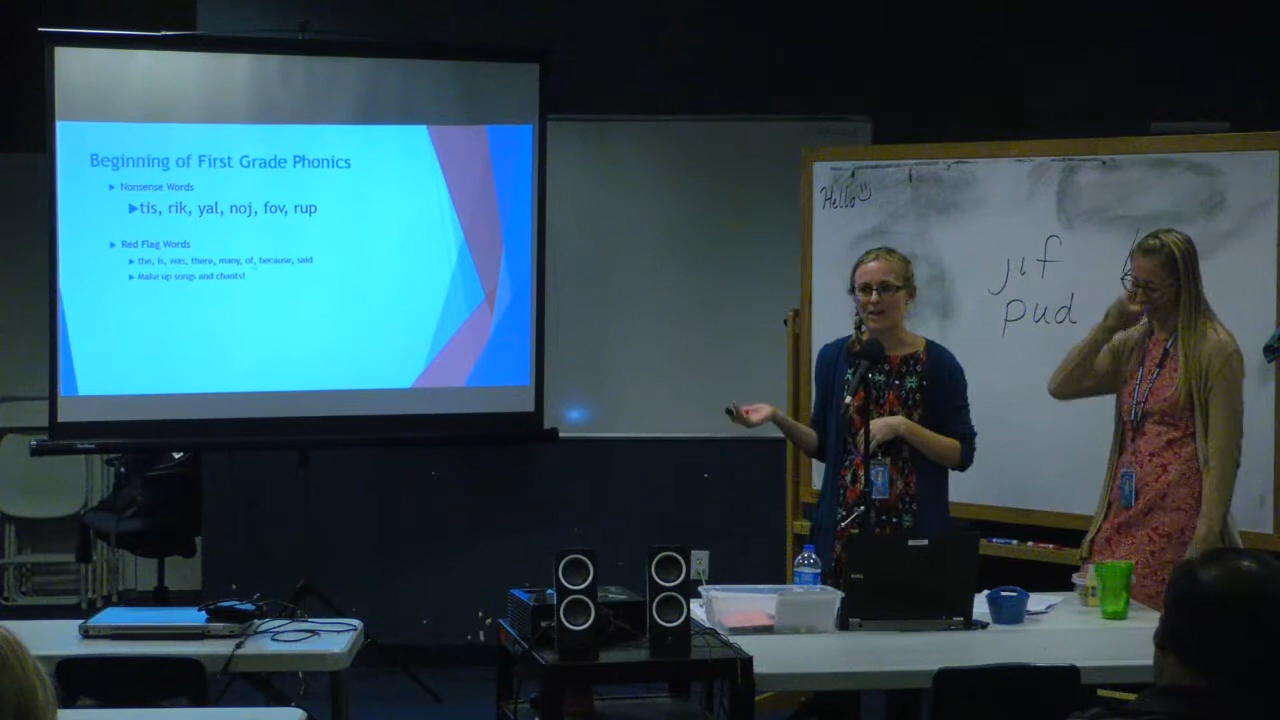 Beginning of First Grade Phonics
Nonsense Words
tis, rik, yal, noj, fov, rup
Red Flag Words
the, is, was, there, many, of, because, said
Make up songs and chants!
Hello
jif
pud
DELL